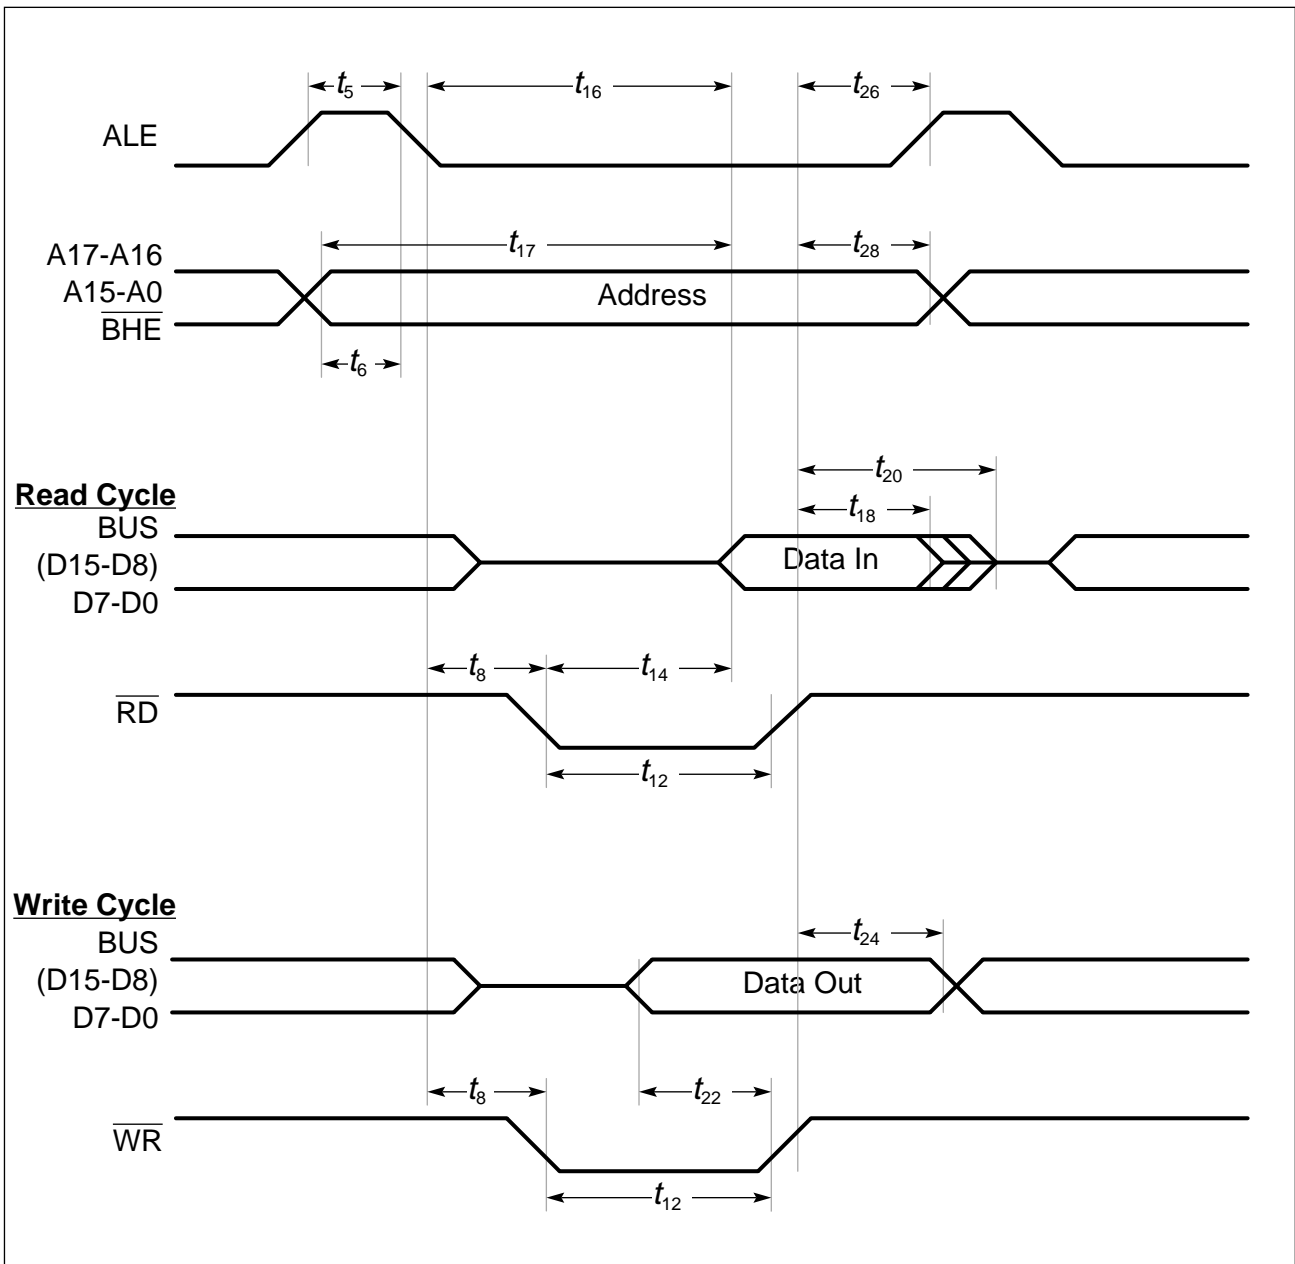 t5 t16 t26
ALE
t17 t28
A17-A16
A15-A0
BHE
Address
t6
t20
Read Cycle
t18
BUS
(D15-D8)
D7-D0
Data In
t8 t14
RD
t12
Write Cycle
t24
BUS
(D15-D8)
D7-D0
Data Out
t8 t22
WR
t12